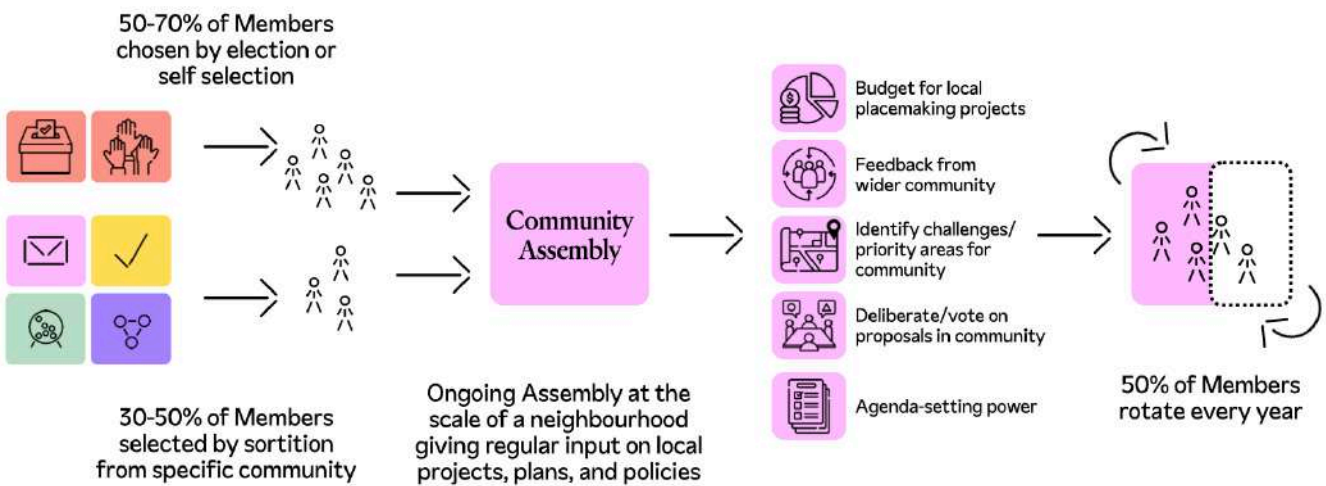 50-70% of Members
chosen by election or
self selection
30-50% of Members
selected by sortition
from specific community
Community
Assembly
Ongoing Assembly at the
scale of a neighbourhood
giving regular input on local
projects, plans, and policies
$
Budget for local
placemaking projects
Feedback from
wider community
Identify challenges/
priority areas for
community
Deliberate/vote on
proposals in community
Agenda-setting power
50% of Members
rotate every year